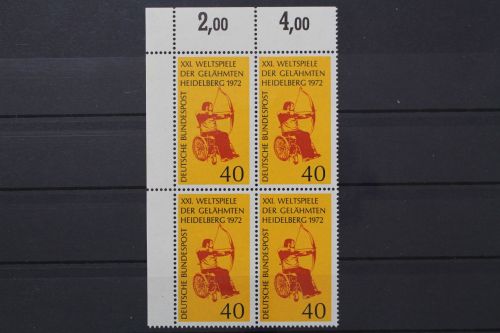 2,00 4,00
XXI. WELTSPIELE
DER GELÄHMTEN
HEIDELBERG 1972
DEUTSCHE BUNDESPOST
40
XXI. WELTSPIELE
DER GELÄHMTEN
HEIDELBERG 1972
DEUTSCHE BUNDESPOST
40
XXI. WELTSPIELE
DER GELÄHMTEN
HEIDELBERG 1972
DEUTSCHE BUNDESPOST
40
XXI. WELTSPIELE
DER GELÄHMTEN
HEIDELBERG 1972
DEUTSCHE BUNDESPOST
40